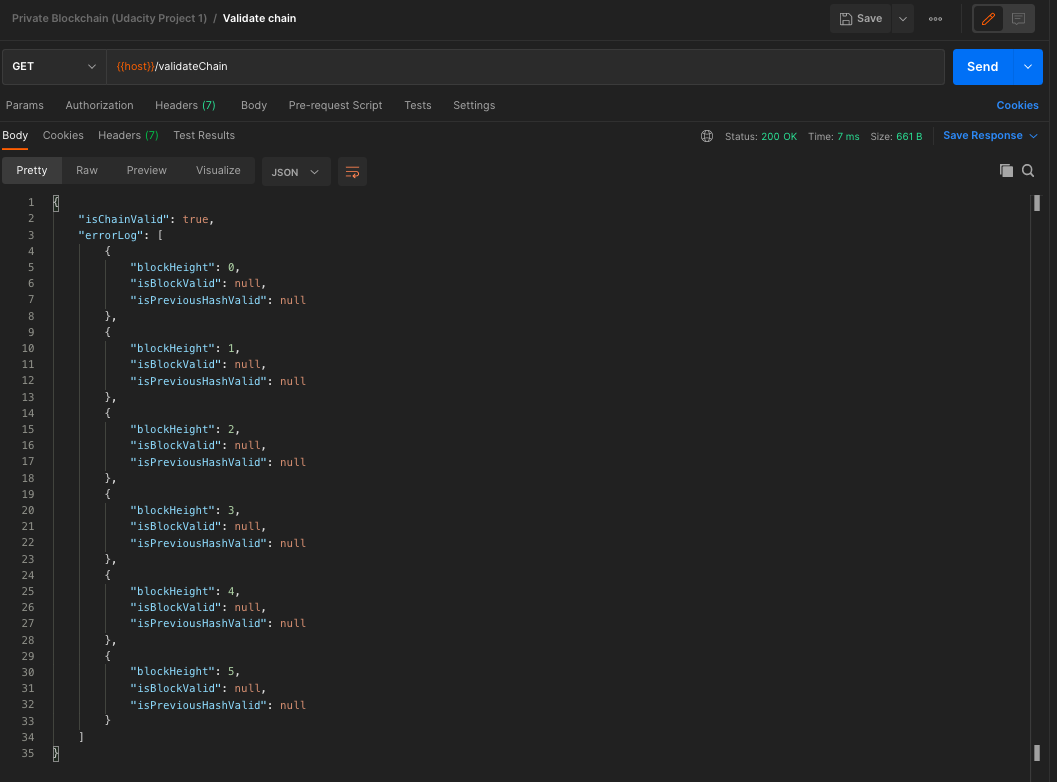 Private Blockchain (Udacity Project 1) / Validate chain
Save
GET {{host}}/validateChain Send
Params Authorization Headers (7) Body Pre-request Script Tests Settings Cookies
Body Cookies Headers (7) Test Results Status: 200 OK Time: 7 ms Size: 661 B Save Response
Pretty Raw Preview Visualize JSON
1 {
2 "isChainValid": true,
3 "errorLog": [
4 {
5 "blockHeight": 0,
6 "isBlockValid": null,
7 "isPreviousHashValid": null
8 },
9 {
10 "blockHeight": 1,
11 "isBlockValid": null,
12 "isPreviousHashValid": null
13 },
14 {
15 "blockHeight": 2,
16 "isBlockValid": null,
17 "isPreviousHashValid": null
18 },
19 {
20 "blockHeight": 3,
21 "isBlockValid": null,
22 "isPreviousHashValid": null
23 },
24 {
25 "blockHeight": 4,
26 "isBlockValid": null,
27 "isPreviousHashValid": null
28 },
29 {
30 "blockHeight": 5,
31 "isBlockValid": null,
32 "isPreviousHashValid": null
33 }
34 ]
35 }